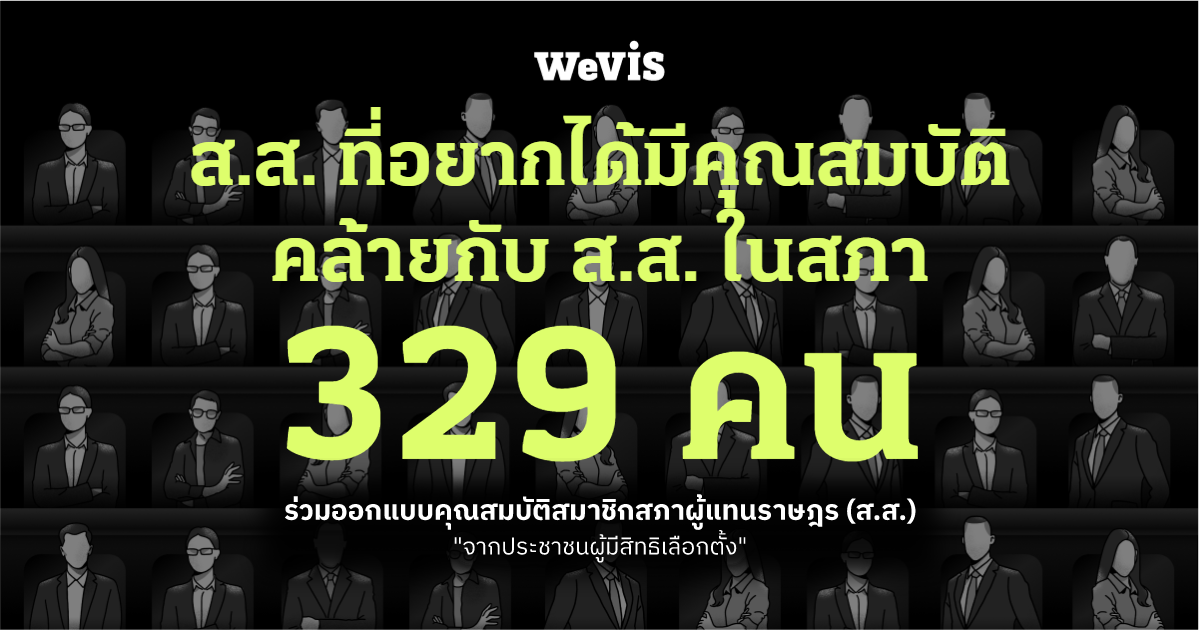 WeVIS
ส.ส. ที่อยากได้มีคุณสมบัติ
คล้ายกับ ส.ส. ในสภา
329 คน
ร่วมออกแบบคุณสมบัติสมาชิกสภาผู้แทนราษฎร (ส.ส.)
"จากประชาชนผู้มีสิทธิเลือกตั้ง"